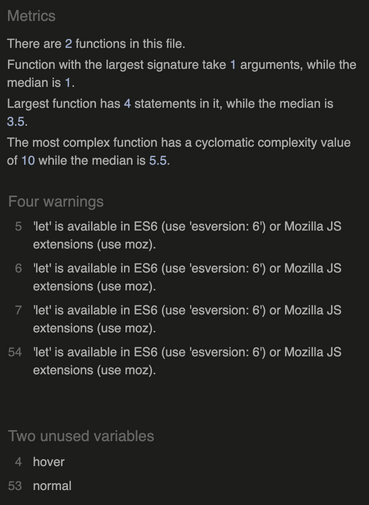 Metrics
There are 2 functions in this file.
Function with the largest signature take 1 arguments, while the
median is 1.
Largest function has 4 statements in it, while the median is
3.5.
The most complex function has a cyclomatic complexity value
of 10 while the median is 5.5.
Four warnings
5 'let' is available in ES6 (use 'esversion: 6') or Mozilla JS
extensions (use moz).
6 'let' is available in ES6 (use 'esversion: 6') or Mozilla JS
extensions (use moz).
7 'let' is available in ES6 (use 'esversion: 6') or Mozilla JS
extensions (use moz).
54 'let' is available in ES6 (use 'esversion: 6') or Mozilla JS
extensions (use moz).
Two unused variables
4 hover
53 normal